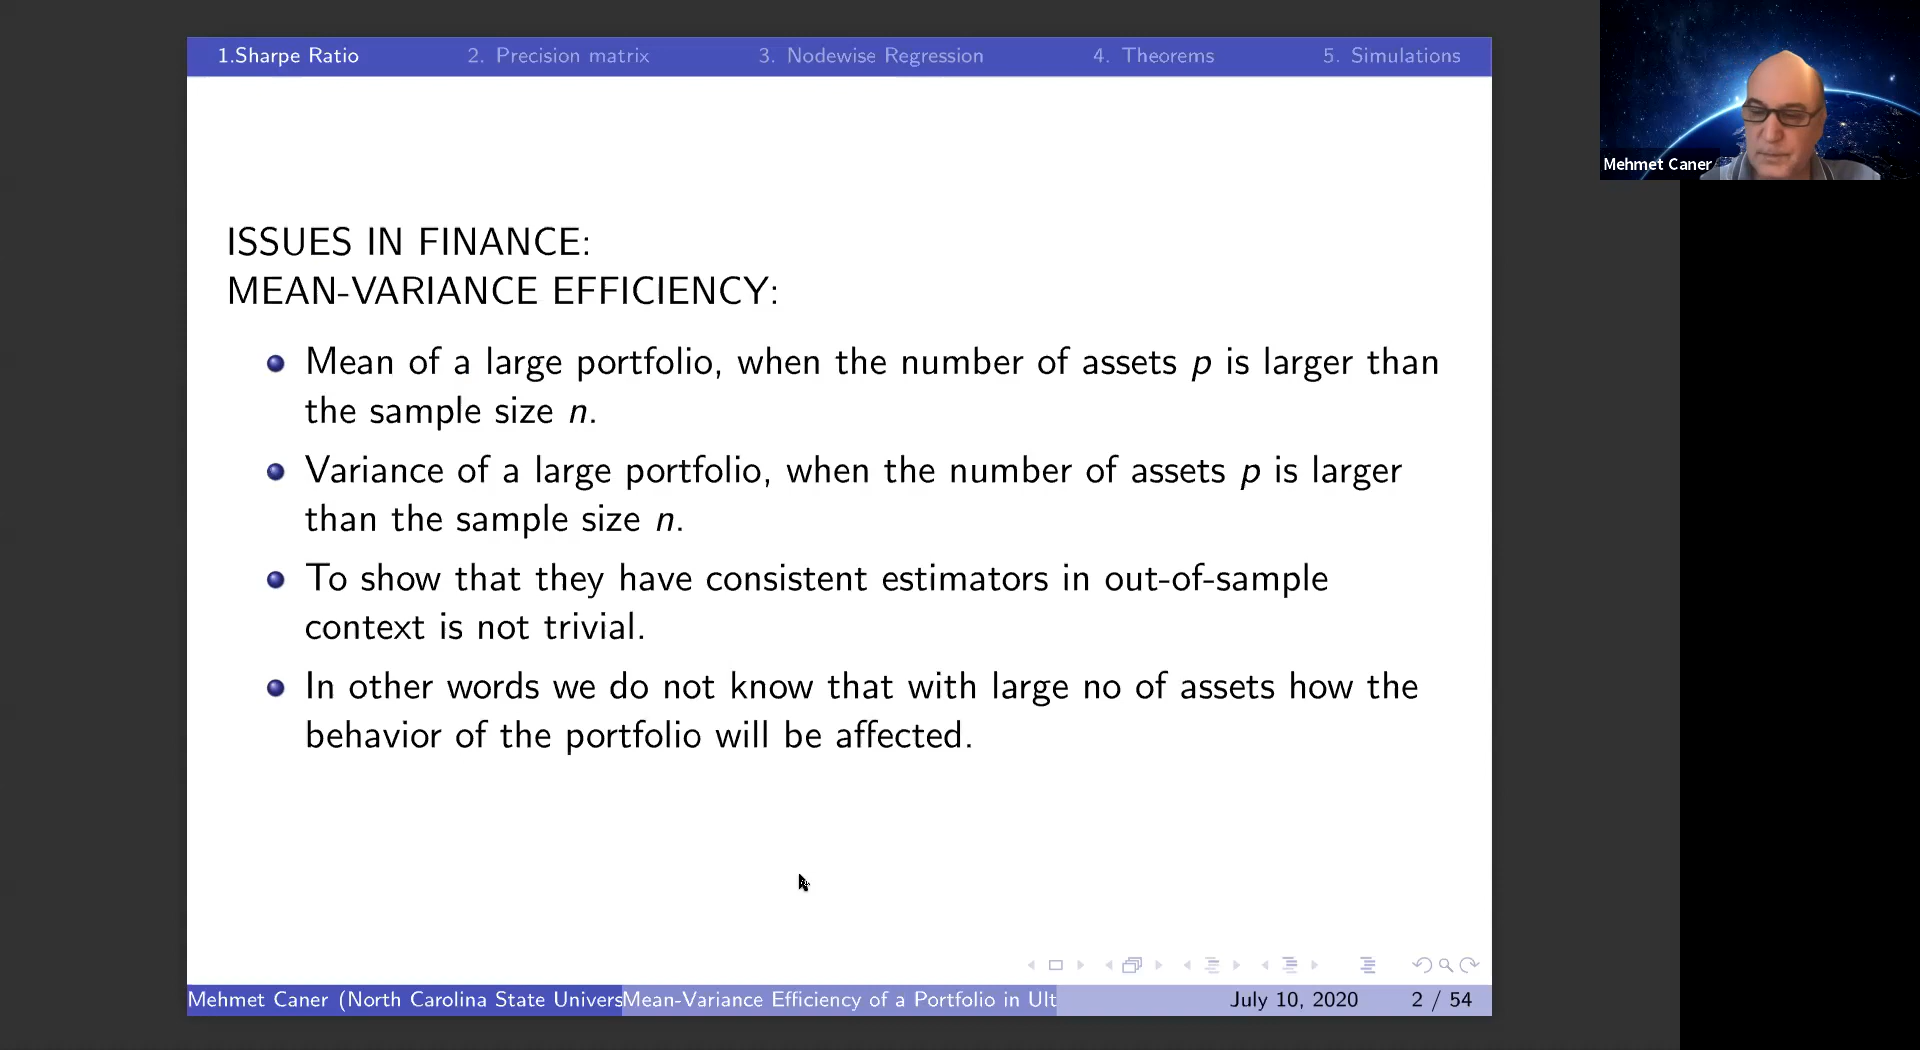 1.Sharpe Ratio
2. Precision matrix
3. Nodewise Regression
4. Theorems
5. Simulations
Mehmet Caner
ISSUES IN FINANCE:
MEAN-VARIANCE EFFICIENCY:
Mean of a large portfolio, when the number of assets p is larger than
the sample size n.
Variance of a large portfolio, when the number of assets p is larger
than the sample size n.
To show that they have consistent estimators in out-of-sample
context is not trivial.
In other words we do not know that with large no of assets how the
behavior of the portfolio will be affected.
Mehmet Caner (North Carolina State Univers
Mean-Variance Efficiency of a Portfolio in Ult
July 10, 2020
2 / 54